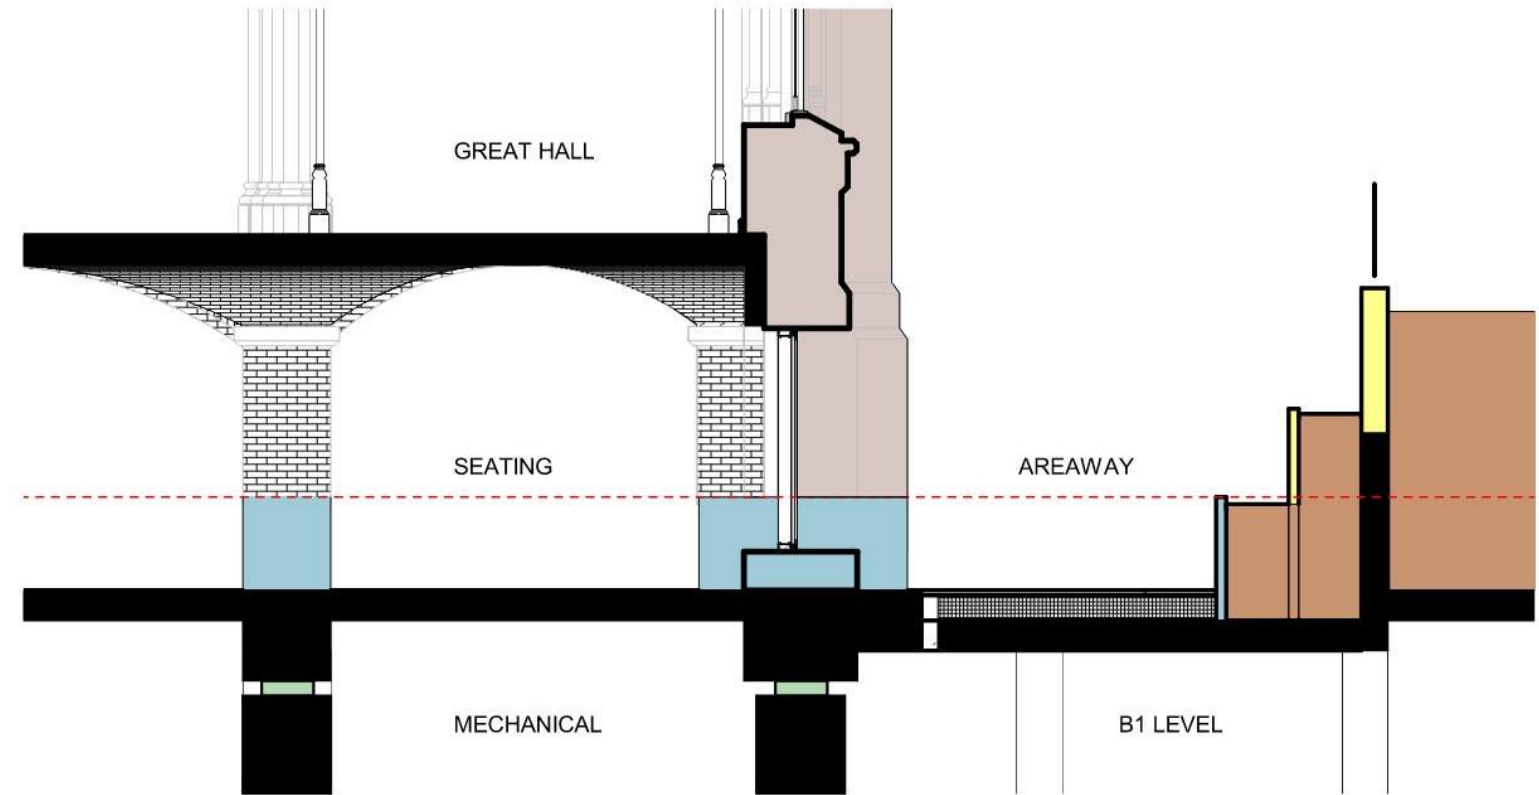 GREAT HALL
SEATING
AREAWAY
MECHANICAL
B1 LEVEL